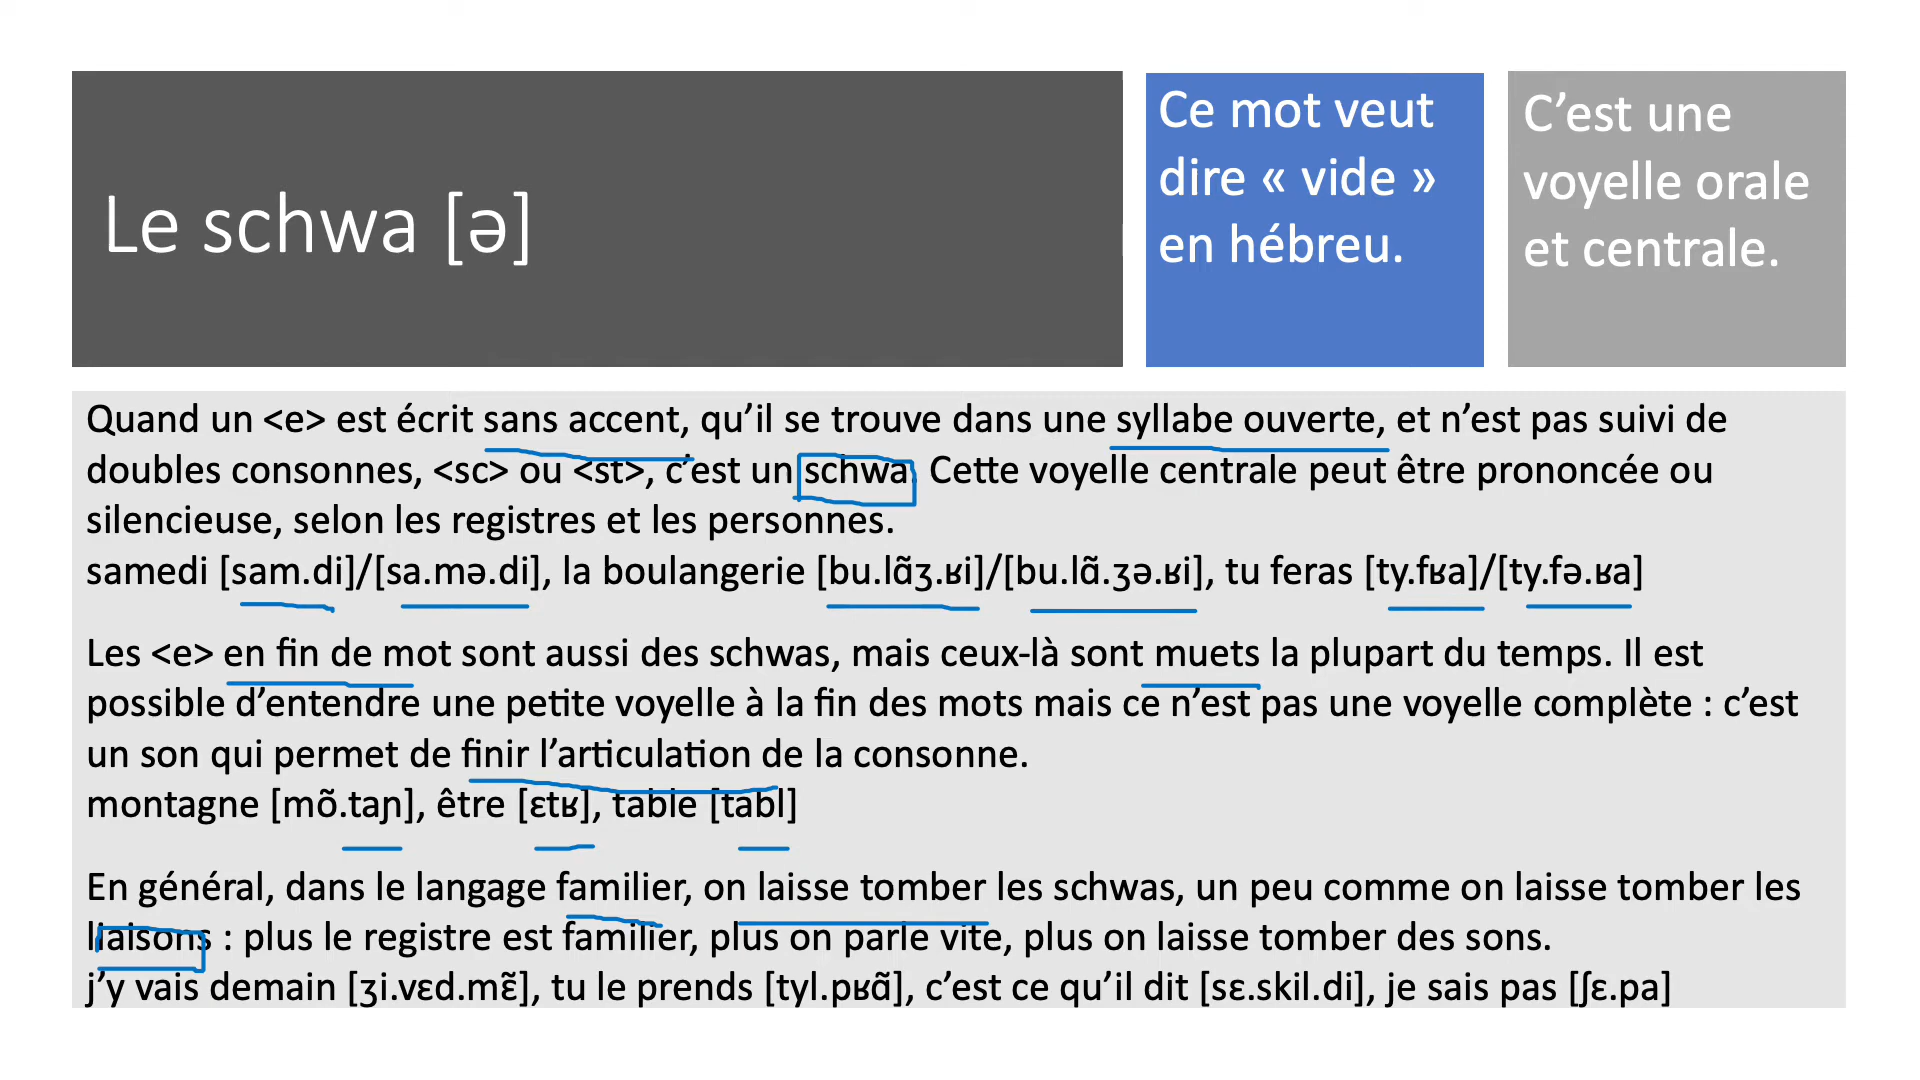 Le schwa [ə]
Ce mot veut
dire « vide »
en hébreu.
C’est une
voyelle orale
et centrale.
Quand un <e> est écrit sans accent, qu’il se trouve dans une syllabe ouverte, et n’est pas suivi de
doubles consonnes, <sc> ou <st>, c’est un schwa. Cette voyelle centrale peut être prononcée ou
silencieuse, selon les registres et les personnes.
samedi [sam.di]/[sa.mə.di], la boulangerie [bu.lɑ̃ʒ.ʁi]/[bu.lɑ̃.ʒə.ʁi], tu feras [ty.fʁa]/[ty.fə.ʁa]
Les <e> en fin de mot sont aussi des schwas, mais ceux-là sont muets la plupart du temps. Il est
possible d’entendre une petite voyelle à la fin des mots mais ce n’est pas une voyelle complète : c’est
un son qui permet de finir l’articulation de la consonne.
montagne [mõ.taɲ], être [ɛtʁ], table [tabl]
En général, dans le langage familier, on laisse tomber les schwas, un peu comme on laisse tomber les
liaisons : plus le registre est familier, plus on parle vite, plus on laisse tomber des sons.
j’y vais demain [ʒi.vɛd.mɛ̃], tu le prends [tyl.pʁɑ̃], c’est ce qu’il dit [sɛ.skil.di], je sais pas [ʃɛ.pa]